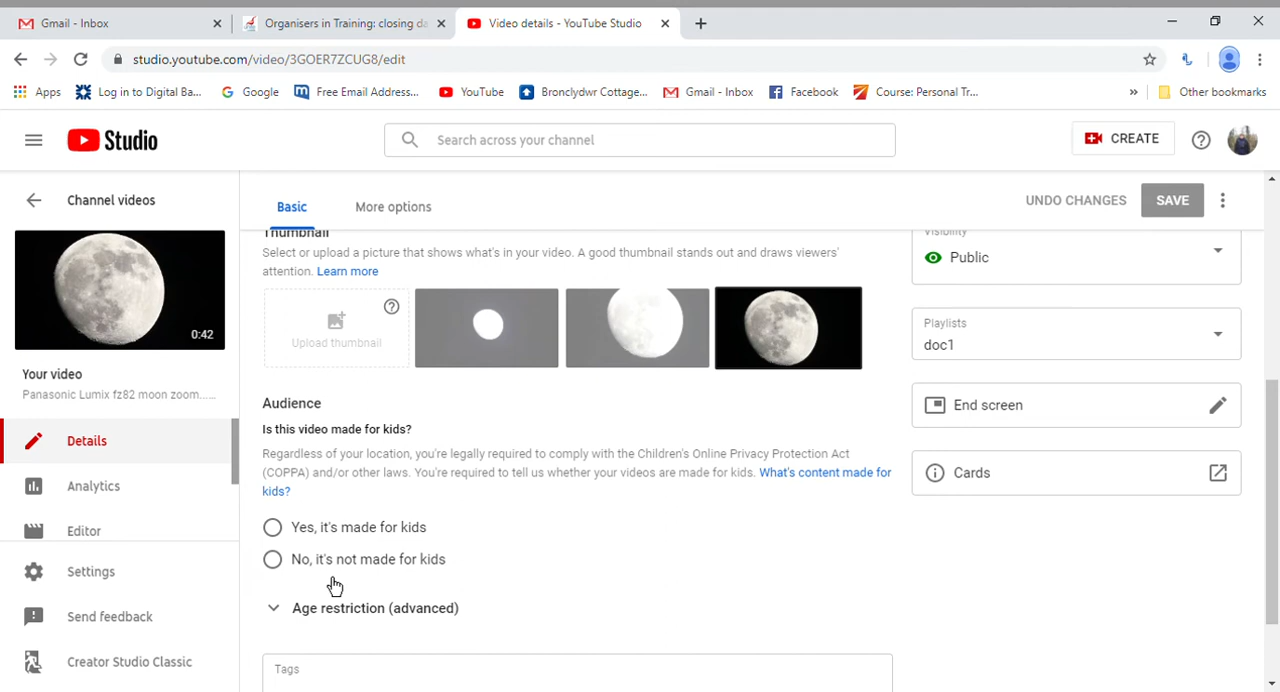 Gmail - Inbox
Organisers in Training: closing da
Video details - YouTube Studio
studio.youtube.com/video/3GOER7ZCUG8/edit
Apps
Log in to Digital Ba...
Google
Free Email Address...
YouTube
Bronclydwr Cottage...
Gmail - Inbox
Facebook
Course: Personal Tr...
»
Other bookmarks
Studio
Search across your channel
CREATE
Channel videos
0:42
Your video
Panasonic Lumix fz82 moon zoom......
Details
Analytics
Editor
Settings
Send feedback
Creator Studio Classic
Basic
More options
UNDO CHANGES
SAVE
Thumbnail
Select or upload a picture that shows what's in your video. A good thumbnail stands out and draws viewers'
attention. Learn more
Upload thumbnail
Audience
Is this video made for kids?
Regardless of your location, you're legally required to comply with the Children's Online Privacy Protection Act
(COPPA) and/or other laws. You're required to tell us whether your videos are made for kids. What's content made for
kids?
Yes, it's made for kids
No, it's not made for kids
Age restriction (advanced)
Tags
Visibility
Public
Playlists
doc1
End screen
Cards